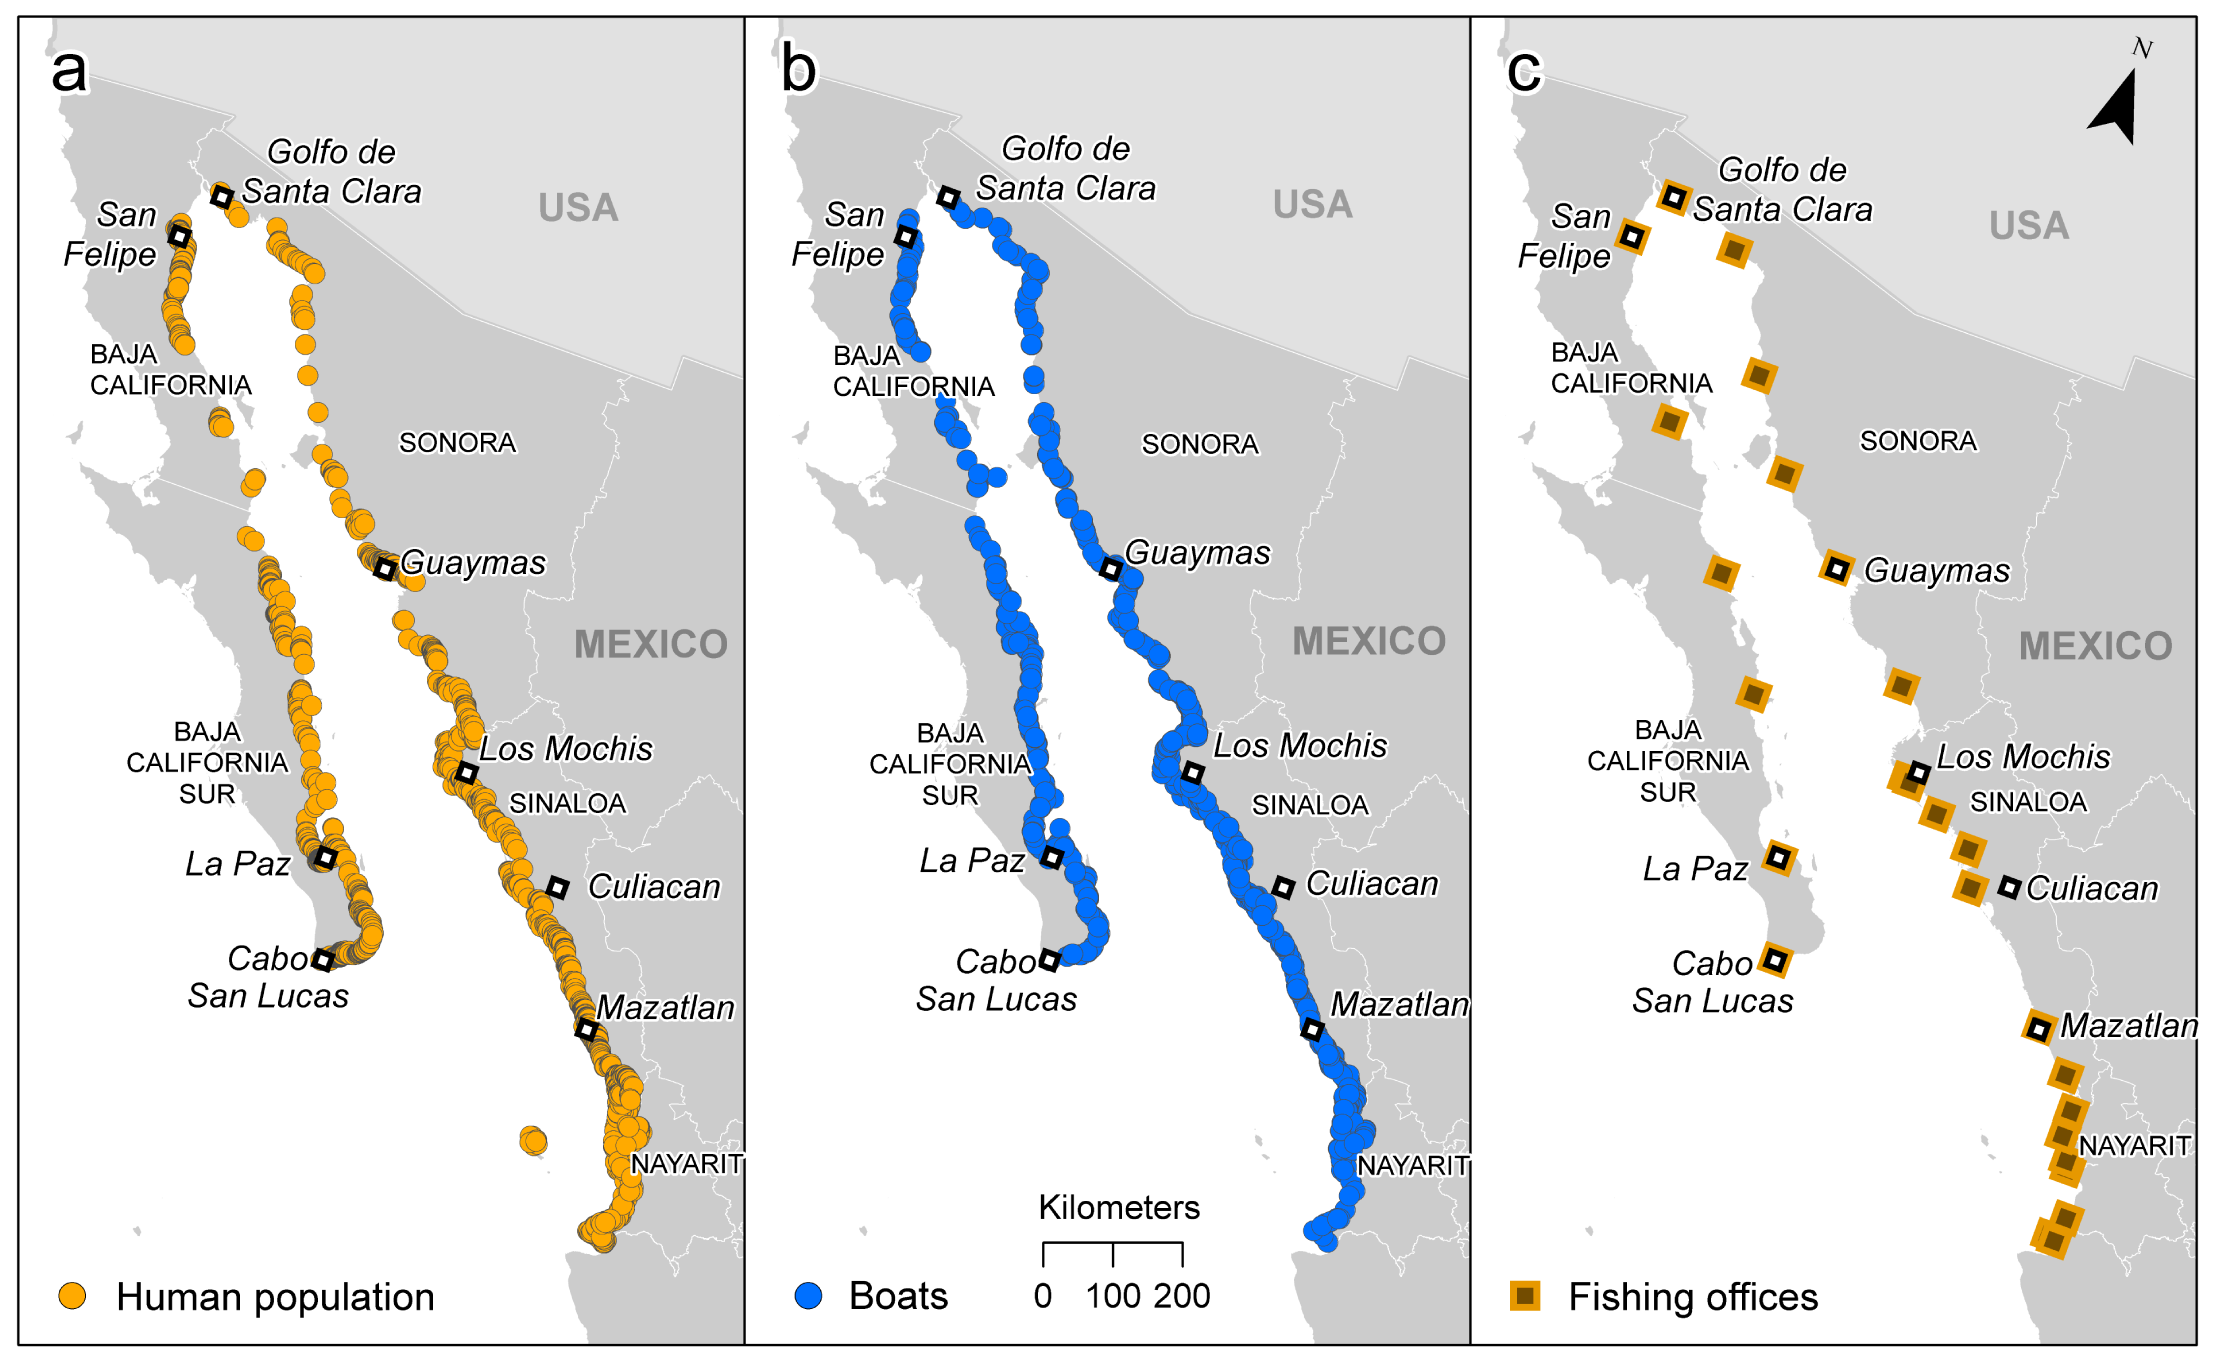 a
Golfo de
Santa Clara
San
Felipe
USA
BAJA
CALIFORNIA
SONORA
Guaymas
MEXICO
BAJA
CALIFORNIA
SUR
Los Mochis
SINALOA
La Paz
Culiacan
Cabo
San Lucas
Mazatlan
NAYARIT
Human population
b
Golfo de
Santa Clara
San
Felipe
USA
BAJA
CALIFORNIA
SONORA
Guaymas
MEXICO
BAJA
CALIFORNIA
SUR
Los Mochis
SINALOA
La Paz
Culiacan
Cabo
San Lucas
Mazatlan
NAYARIT
Kilometers
0 100 200
Boats
c
N
Golfo de
Santa Clara
San
Felipe
USA
BAJA
CALIFORNIA
SONORA
Guaymas
MEXICO
BAJA
CALIFORNIA
SUR
Los Mochis
SINALOA
La Paz
Culiacan
Cabo
San Lucas
Mazatlan
NAYARIT
Fishing offices